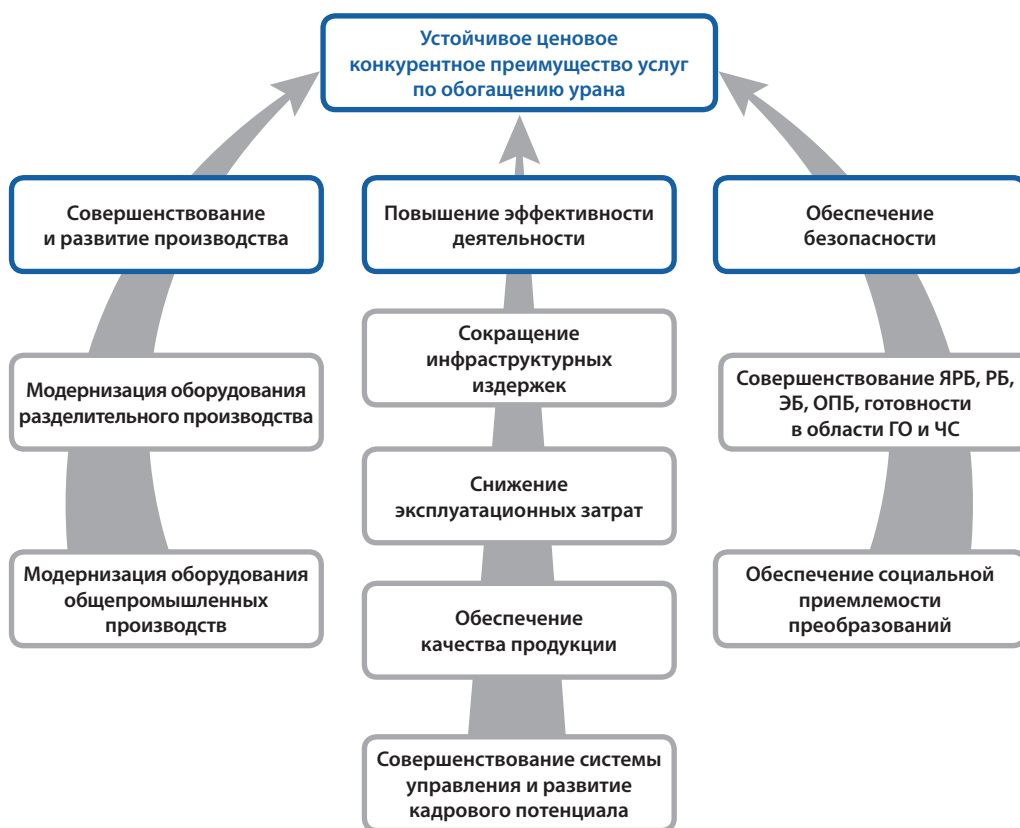 Устойчивое ценовое
конкурентное преимущество услуг
по обогащению урана
Совершенствование
и развитие производства
Модернизация оборудования
разделительного производства
Модернизация оборудования
общепромышленных
производств
Повышение эффективности
деятельности
Сокращение
инфраструктурных
издержек
Снижение
эксплуатационных затрат
Обеспечение
качества продукции
Совершенствование системы
управления и развитие
кадрового потенциала
Обеспечение
безопасности
Совершенствование ЯРБ, РБ,
ЭБ, ОПБ, готовности
в области ГО и ЧС
Обеспечение социальной
приемлемости
преобразований